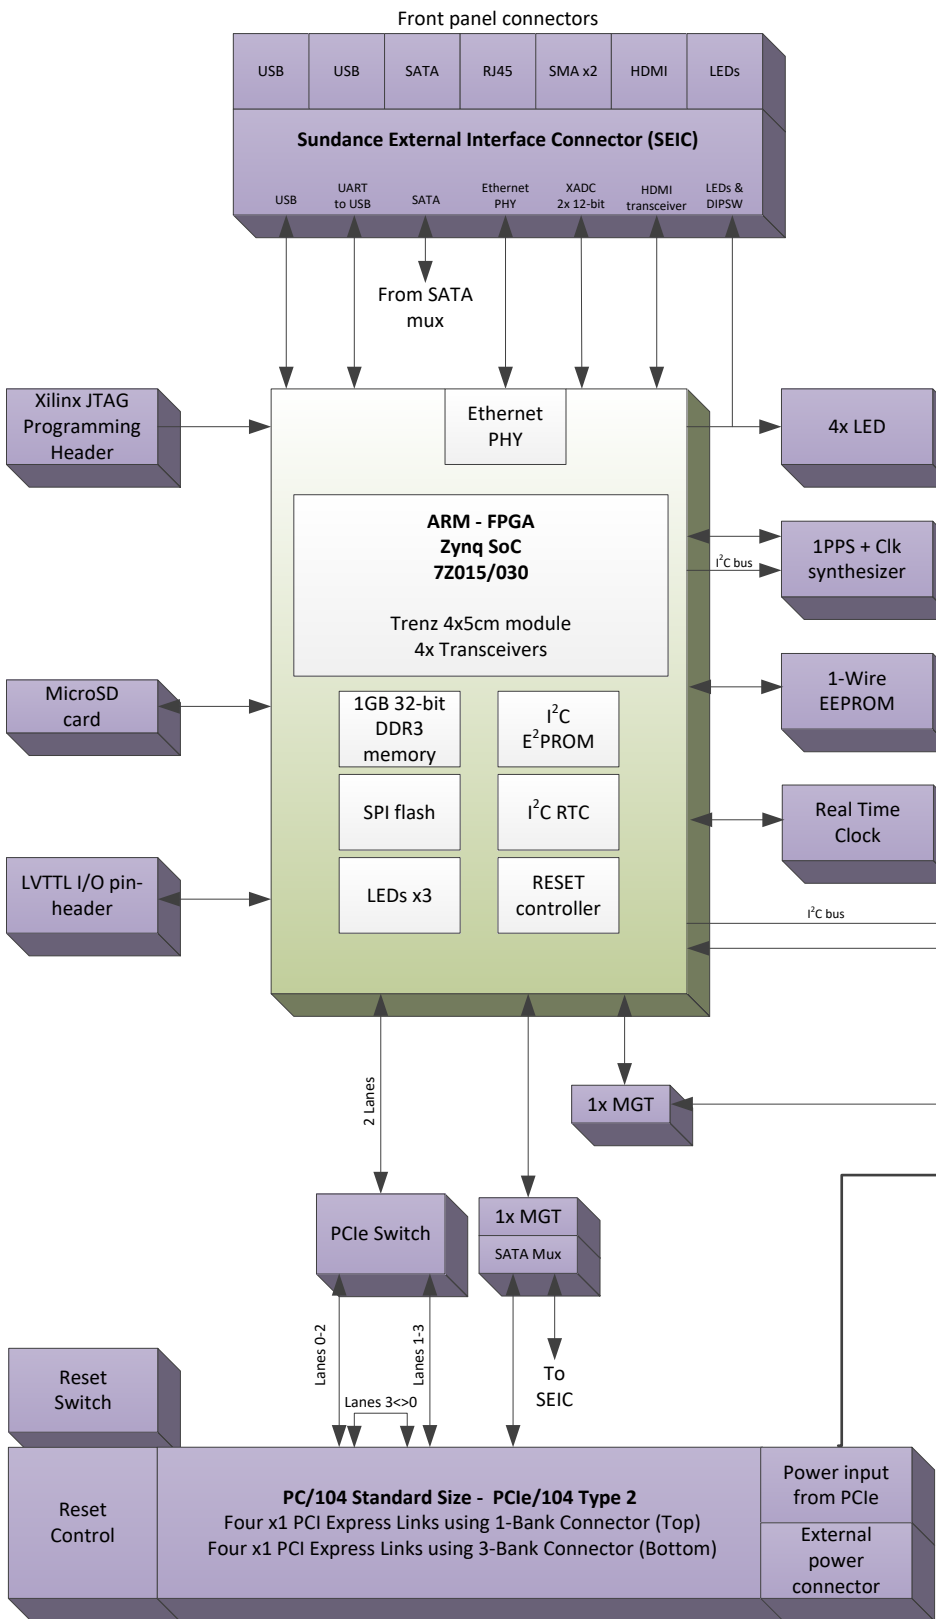 Front panel connectors
USB
USB
SATA
RJ45
SMA x2
HDMI
LEDs
Sundance External Interface Connector (SEIC)
USB
UART
to USB
SATA
Ethernet
PHY
XADC
2x 12-bit
HDMI
transceiver
LEDs &
DIPSW
From SATA
mux
Xilinx JTAG
Programming
Header
Ethernet
PHY
4x LED
ARM - FPGA
Zynq SoC
7Z015/030
Trenz 4x5cm module
4x Transceivers
I²C bus
1PPS + Clk
synthesizer
MicroSD
card
1GB 32-bit
DDR3
memory
I²C
E²PROM
1-Wire
EEPROM
SPI flash
I²C RTC
Real Time
Clock
LVTTL I/O pin-
header
LEDs x3
RESET
controller
I²C bus
2 Lanes
1x MGT
PCIe Switch
1x MGT
SATA Mux
Lanes 0-2
Lanes 1-3
Lanes 3<>0
To
SEIC
Reset
Switch
Reset
Control
PC/104 Standard Size - PCIe/104 Type 2
Four x1 PCI Express Links using 1-Bank Connector (Top)
Four x1 PCI Express Links using 3-Bank Connector (Bottom)
Power input
from PCIe
External
power
connector